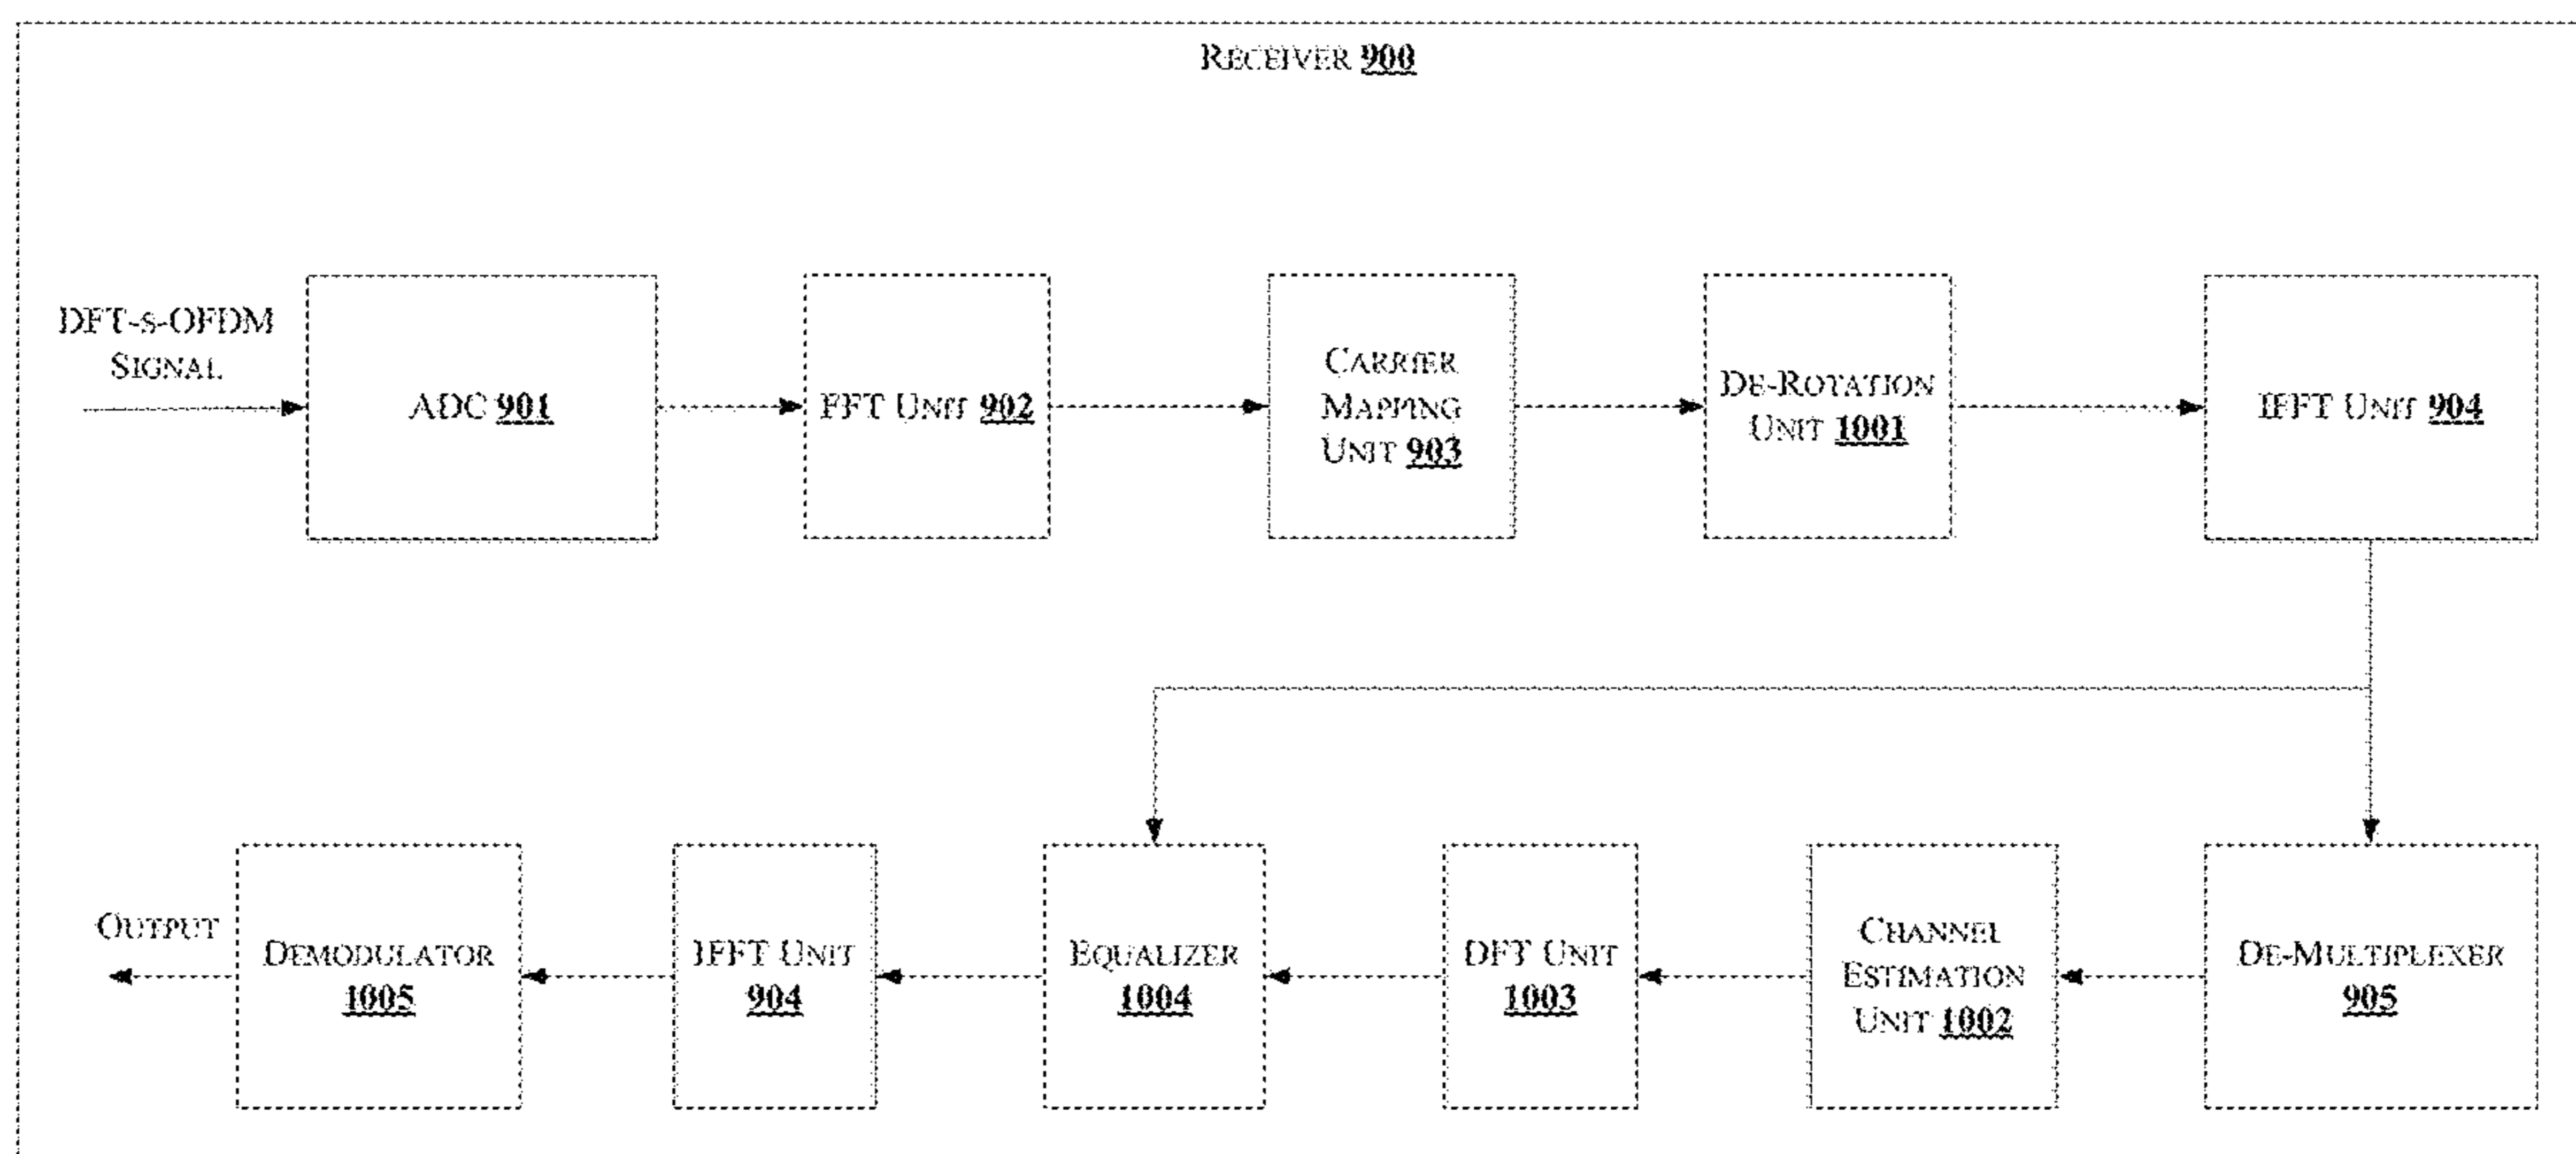 RECEIVER 900
DFT-s-OFDM
SIGNAL
ADC 901
FFT UNIT 902
CARRIER
MAPPING
UNIT 903
DE-ROTATION
UNIT 1001
IFFT UNIT 904
OUTPUT
DEMODULATOR
1005
IFFT UNIT
904
EQUALIZER
1004
DFT UNIT
1003
CHANNEL
ESTIMATION
UNIT 1002
DE-MULTIPLEXER
905